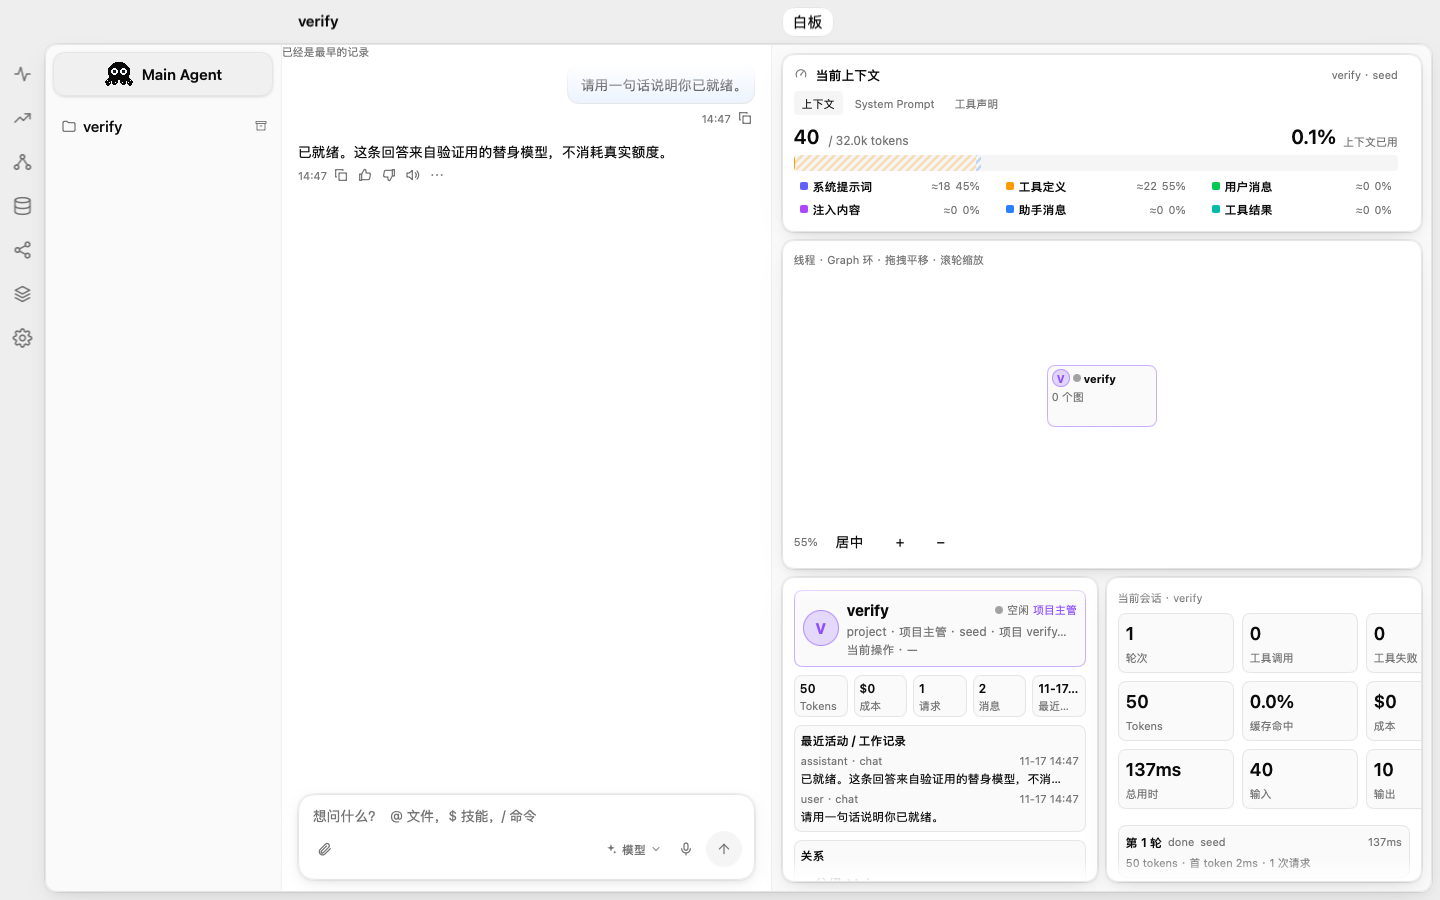 verify
白板
Main Agent
verify
已经是最早的记录
请用一句话说明你已就绪。
14:47
已就绪。这条回答来自验证用的替身模型，不消耗真实额度。
14:47
想问什么？ @ 文件，$ 技能，/ 命令
模型
当前上下文
verify · seed
上下文 System Prompt 工具声明
40 / 32.0k tokens
0.1% 上下文已用
系统提示词 ≈18 45%
工具定义 ≈22 55%
用户消息 ≈0 0%
注入内容 ≈0 0%
助手消息 ≈0 0%
工具结果 ≈0 0%
线程 · Graph 环 · 拖拽平移 · 滚轮缩放
V verify
0 个图
55% 居中 + −
V
verify
空闲 项目主管
project · 项目主管 · seed · 项目 verify...
当前操作 · —
50
Tokens
$0
成本
1
请求
2
消息
11-17...
最近...
最近活动 / 工作记录
assistant · chat 11-17 14:47
已就绪。这条回答来自验证用的替身模型，不消...
user · chat 11-17 14:47
请用一句话说明你已就绪。
关系
当前会话 · verify
1
轮次
0
工具调用
0
工具失败
50
Tokens
0.0%
缓存命中
$0
成本
137ms
总用时
40
输入
10
输出
第 1 轮 done seed 137ms
50 tokens · 首 token 2ms · 1 次请求